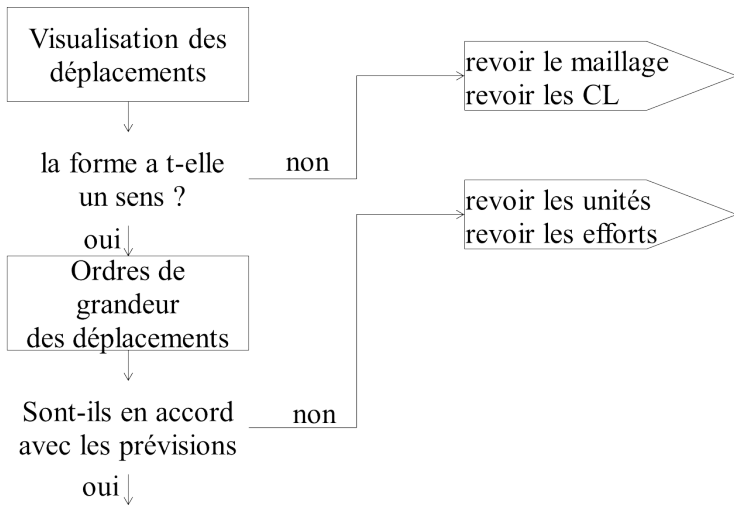 Visualisation des
déplacements
revoir le maillage
revoir les CL
la forme a t-elle
un sens ?
non
oui
revoir les unités
revoir les efforts
Ordres de
grandeur
des déplacements
Sont-ils en accord
avec les prévisions
non
oui